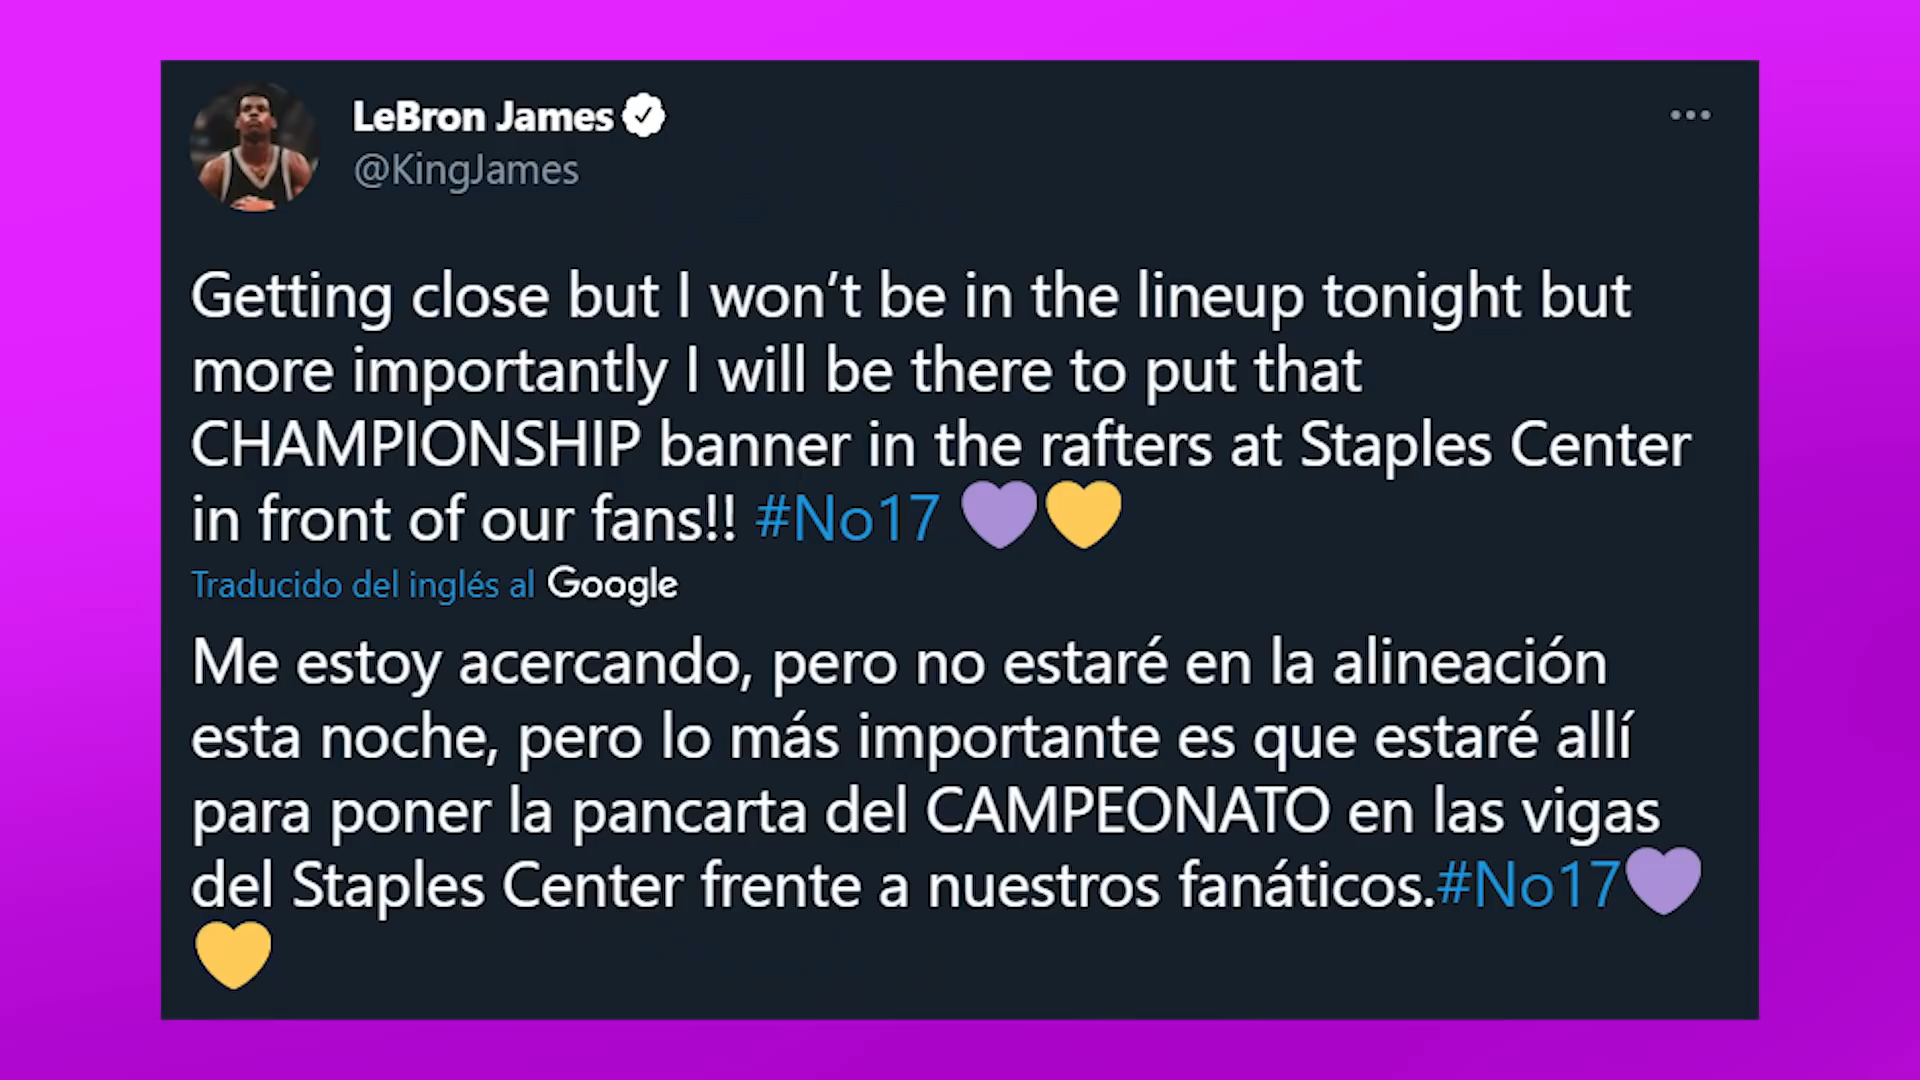 LeBron James
@KingJames
Getting close but I won’t be in the lineup tonight but
more importantly I will be there to put that
CHAMPIONSHIP banner in the rafters at Staples Center
in front of our fans!! #No17 💜💛
Traducido del inglés al Google
Me estoy acercando, pero no estaré en la alineación
esta noche, pero lo más importante es que estaré allí
para poner la pancarta del CAMPEONATO en las vigas
del Staples Center frente a nuestros fanáticos.#No17💜
💛